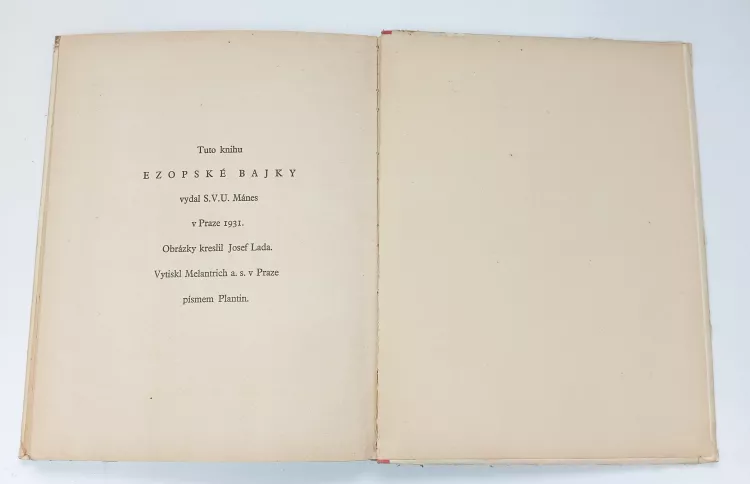 Tuto knihu
EZOPSKÉ BAJKY
vydal S.V.U. Mánes
v Praze 1931.
Obrázky kreslil Josef Lada.
Vytiskl Melantrich a. s. v Praze
písmem Plantin.